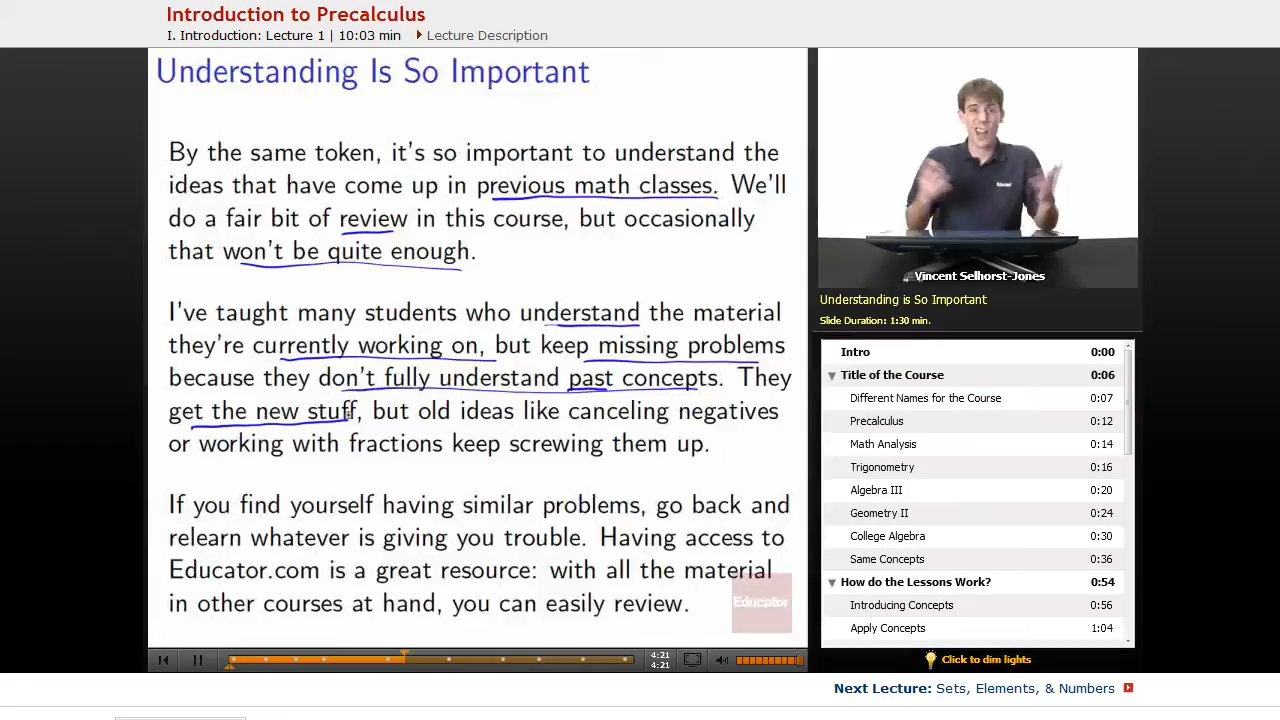 Introduction to Precalculus
I. Introduction: Lecture 1 | 10:03 min
Lecture Description
Understanding Is So Important
By the same token, it's so important to understand the
ideas that have come up in previous math classes. We'll
do a fair bit of review in this course, but occasionally
that won't be quite enough.
I've taught many students who understand the material
they're currently working on, but keep missing problems
because they don't fully understand past concepts. They
get the new stuff, but old ideas like canceling negatives
or working with fractions keep screwing them up.
If you find yourself having similar problems, go back and
relearn whatever is giving you trouble. Having access to
Educator.com is a great resource: with all the material
in other courses at hand, you can easily review.
Educator
4:21
4:21
Vincent Selhorst-Jones
Understanding is So Important
Slide Duration: 1:30 min.
Intro 0:00
Title of the Course 0:06
Different Names for the Course 0:07
Precalculus 0:12
Math Analysis 0:14
Trigonometry 0:16
Algebra III 0:20
Geometry II 0:24
College Algebra 0:30
Same Concepts 0:36
How do the Lessons Work? 0:54
Introducing Concepts 0:56
Apply Concepts 1:04
Click to dim lights
Next Lecture: Sets, Elements, & Numbers